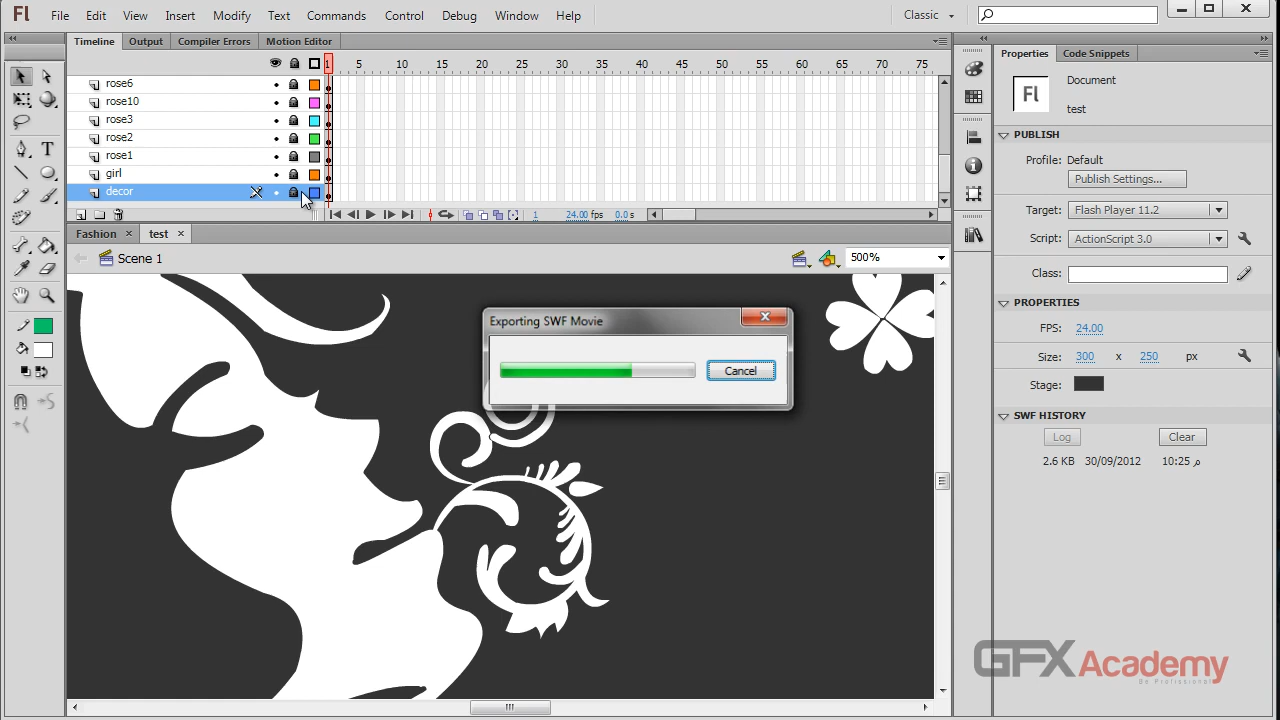 Fl File Edit View Insert Modify Text Commands Control Debug Window Help Classic
Timeline Output Compiler Errors Motion Editor
1 5 10 15 20 25 30 35 40 45 50 55 60 65 70 75
rose6
rose10
rose3
rose2
rose1
girl
decor
1 24.00 fps 0.0 s
Fashion × test ×
Scene 1 500%
Exporting SWF Movie
Cancel
Properties Code Snippets
Fl
Document
test
PUBLISH
Profile: Default
Publish Settings...
Target: Flash Player 11.2
Script: ActionScript 3.0
Class:
PROPERTIES
FPS: 24.00
Size: 300 x 250 px
Stage:
SWF HISTORY
Log Clear
2.6 KB 30/09/2012 10:25 م
GFX Academy
Be Profissional